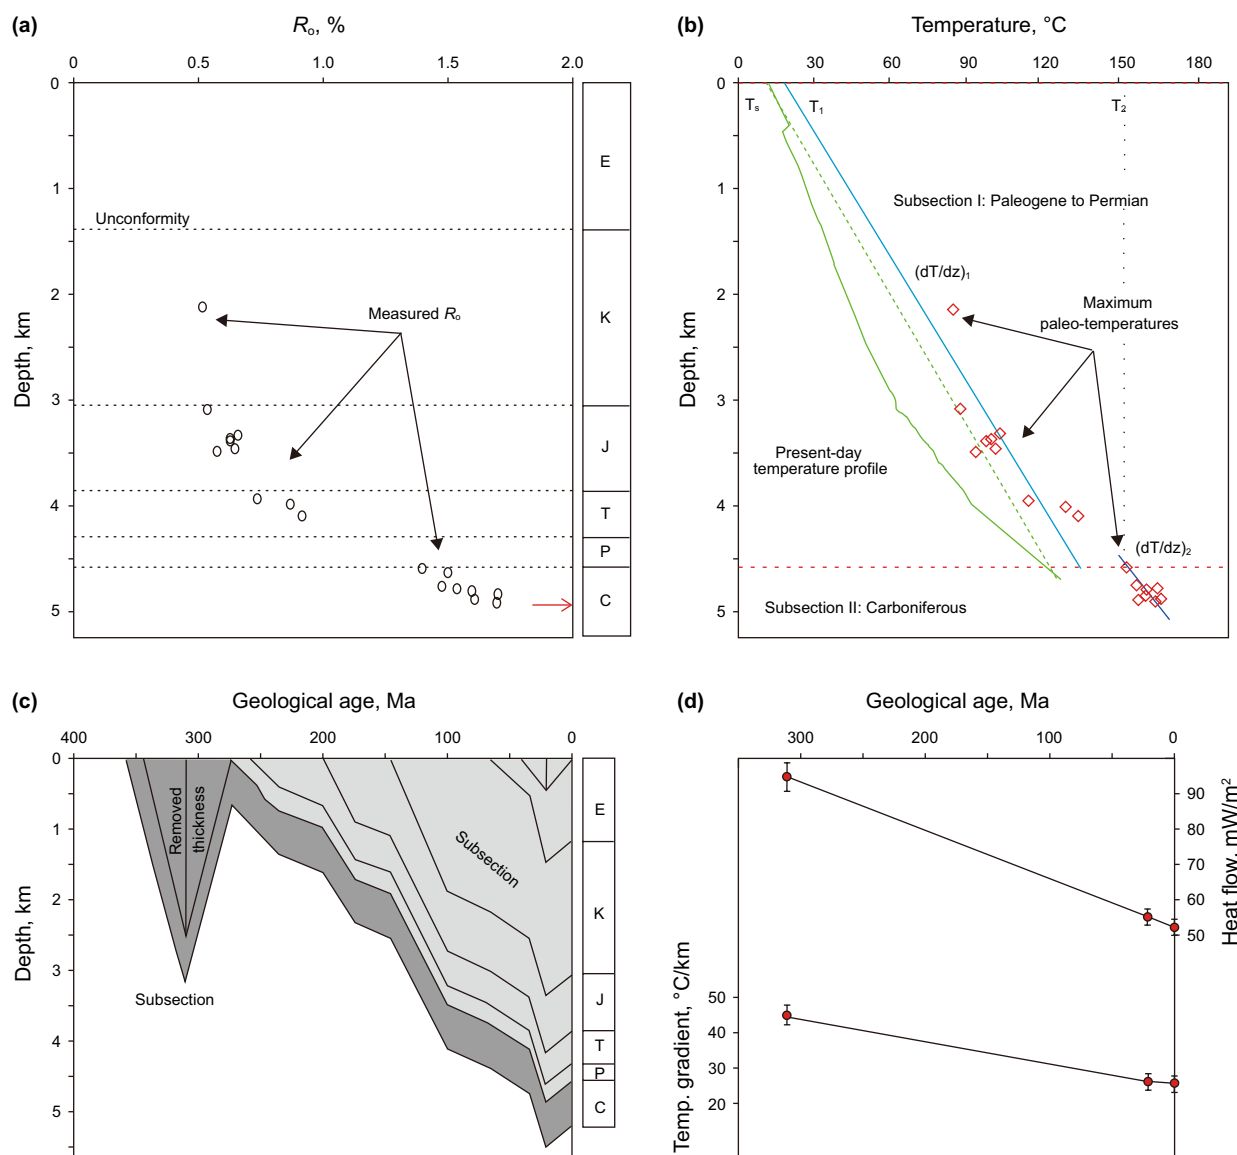 (a)
Ro, %
0 0.5 1.0 1.5 2.0
Depth, km
0
1
2
3
4
5
Unconformity
Measured Ro
E
K
J
T
P
C
(b)
Temperature, °C
0 30 60 90 120 150 180
Depth, km
0
1
2
3
4
5
Ts
T1
T2
Subsection I: Paleogene to Permian
(dT/dz)1
Maximum
paleo-temperatures
Present-day
temperature profile
(dT/dz)2
Subsection II: Carboniferous
(c)
Geological age, Ma
400 300 200 100 0
Depth, km
0
1
2
3
4
5
Removed
thickness
Subsection
Subsection
E
K
J
T
P
C
(d)
Geological age, Ma
300 200 100 0
Heat flow, mW/m²
90
80
70
60
50
Temp. gradient, °C/km
50
40
30
20